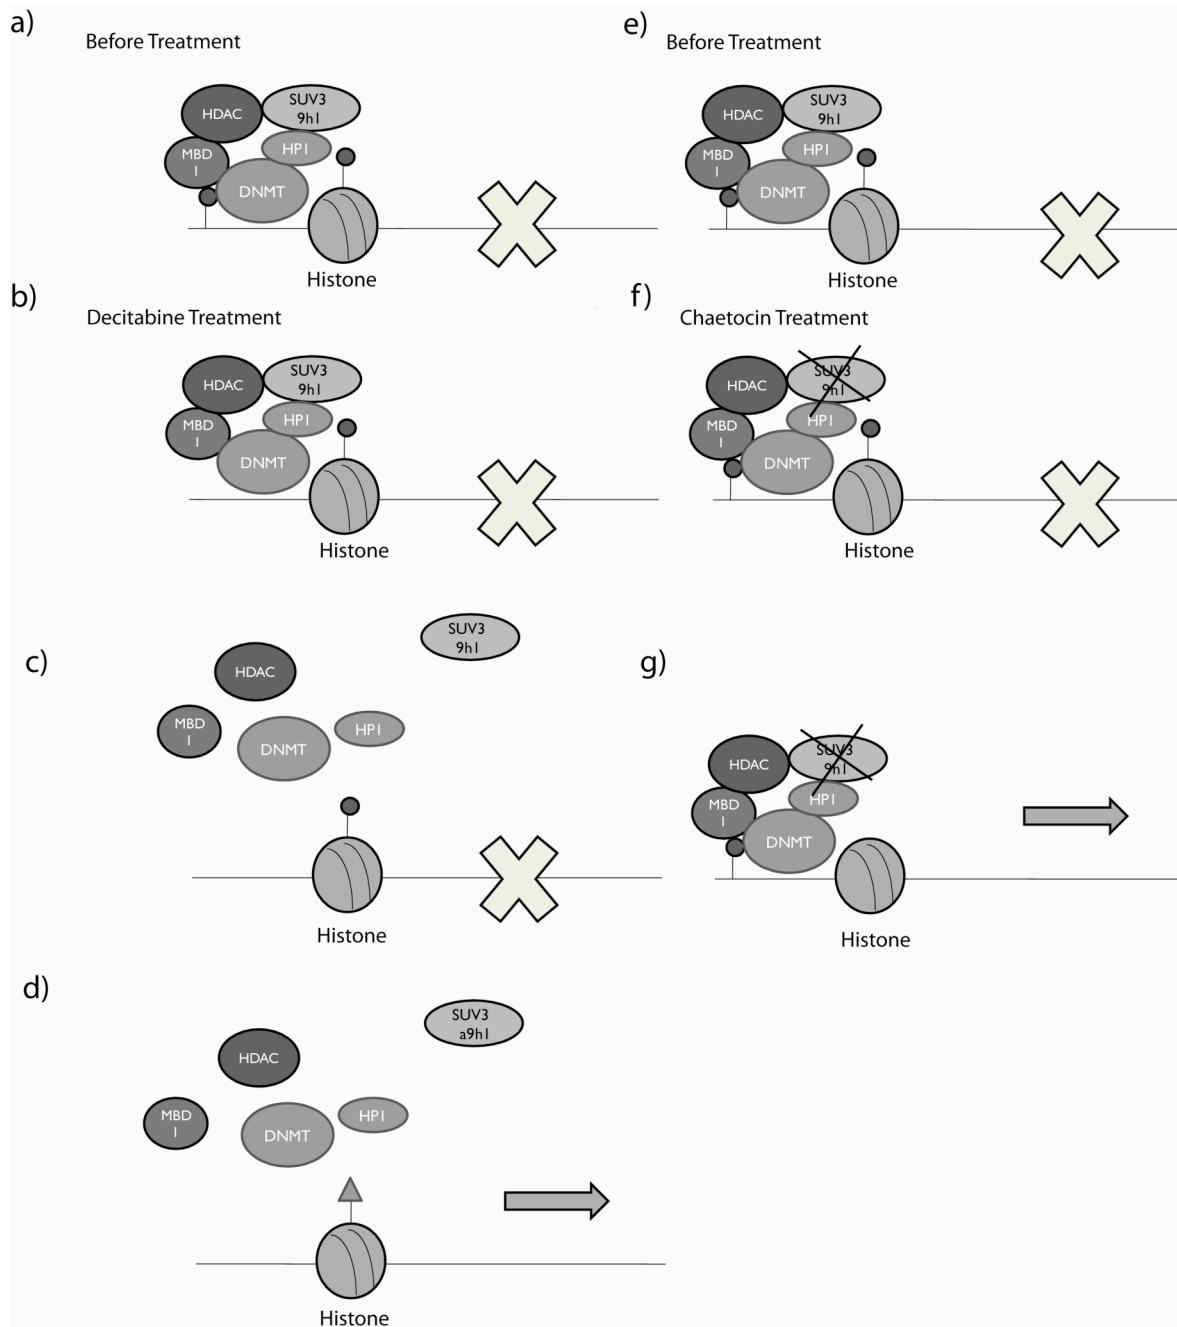 a)
Before Treatment
HDAC
SUV3
9h1
MBD
1
HP1
DNMT
Histone
b)
Decitabine Treatment
HDAC
SUV3
9h1
MBD
1
HP1
DNMT
Histone
c)
SUV3
9h1
HDAC
MBD
1
HP1
DNMT
Histone
d)
SUV3
a9h1
HDAC
MBD
1
HP1
DNMT
Histone
e)
Before Treatment
HDAC
SUV3
9h1
MBD
1
HP1
DNMT
Histone
f)
Chaetocin Treatment
HDAC
SUV3
9h1
MBD
1
HP1
DNMT
Histone
g)
HDAC
SUV3
9h1
MBD
1
HP1
DNMT
Histone